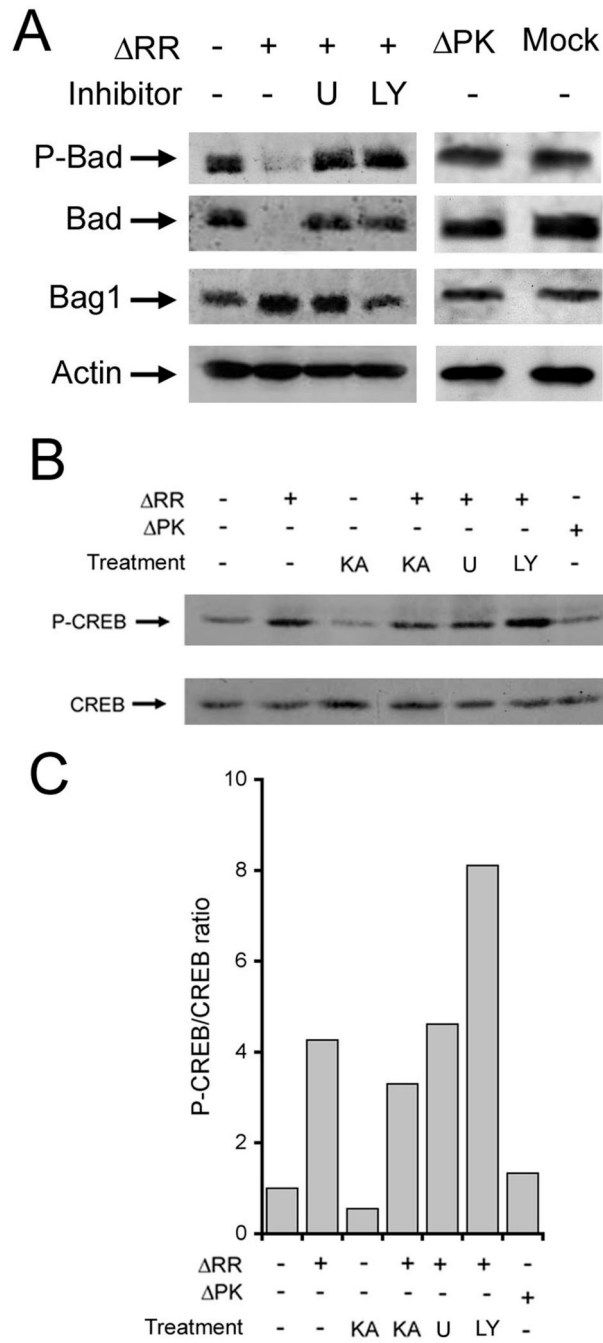 A
ΔRR - + + + ΔPK Mock
Inhibitor - - U LY - -
P-Bad
Bad
Bag1
Actin
B
ΔRR - + - + + + -
ΔPK - - - - - - +
Treatment - - KA KA U LY -
P-CREB
CREB
C
10
8
6
4
2
0
P-CREB/CREB ratio
ΔRR - + - + + + -
ΔPK - - - - - - +
Treatment - - KA KA U LY -